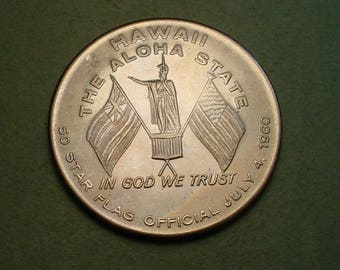 HAWAII
THE ALOHA STATE
IN GOD WE TRUST
50 STAR FLAG OFFICIAL JULY 4, 1960